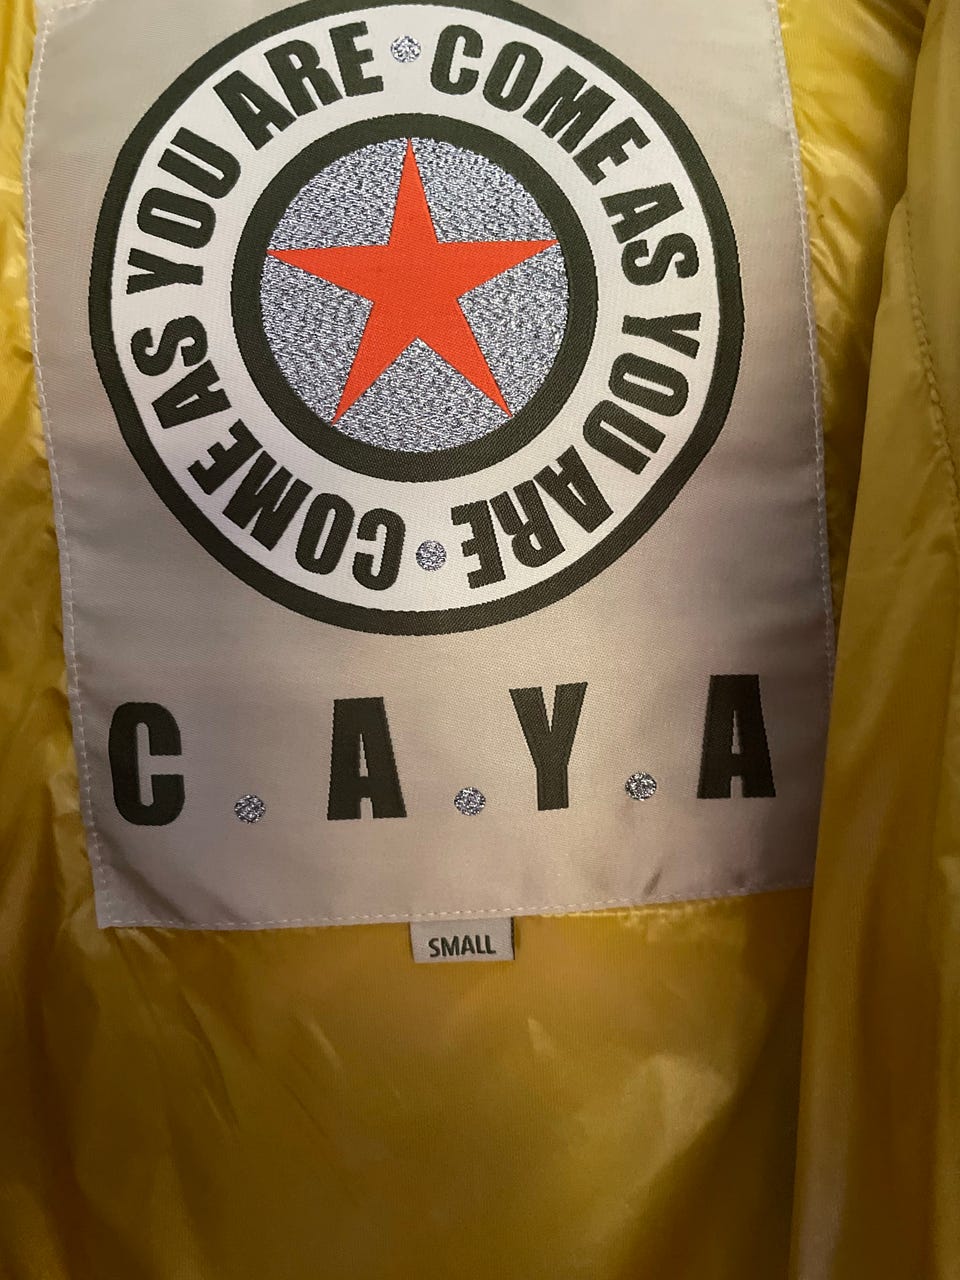 COME AS YOU ARE • COME AS YOU ARE •
C.A.Y.A
SMALL